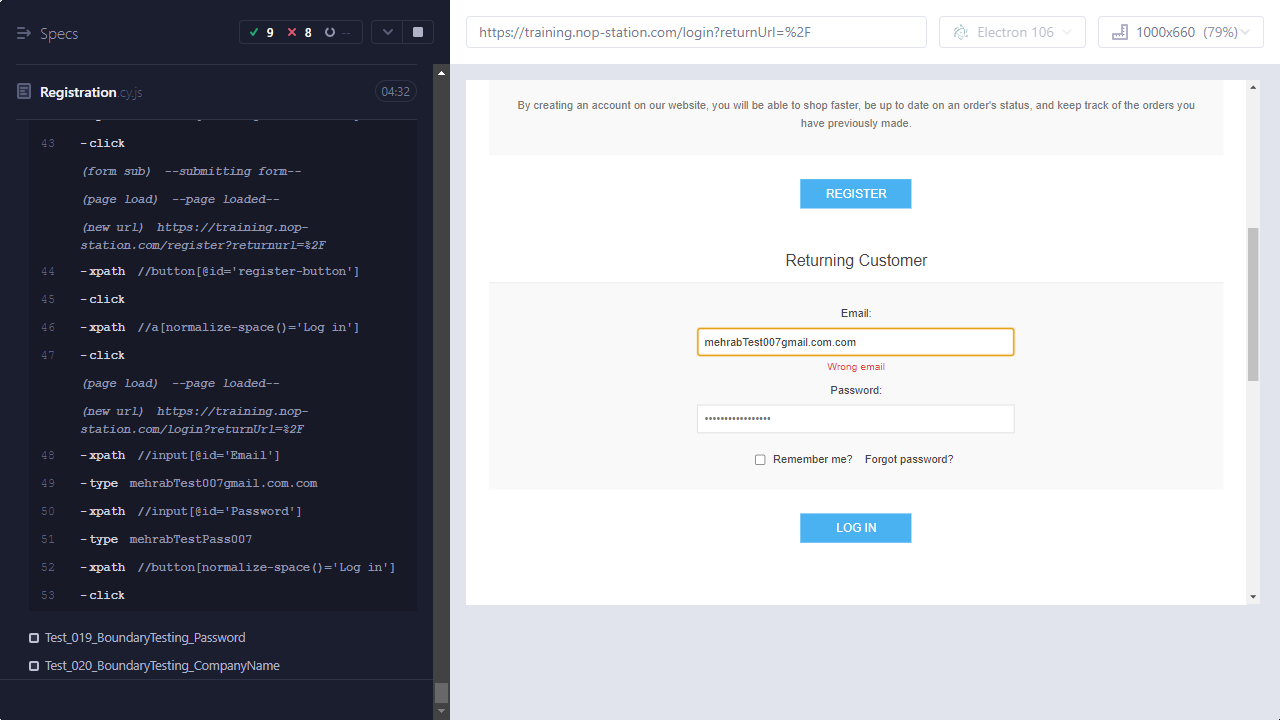 Specs
9 8 --
Registration.cy.js
04:32
43 -click
(form sub) --submitting form--
(page load) --page loaded--
(new url) https://training.nop-
station.com/register?returnurl=%2F
44 -xpath //button[@id='register-button']
45 -click
46 -xpath //a[normalize-space()='Log in']
47 -click
(page load) --page loaded--
(new url) https://training.nop-
station.com/login?returnUrl=%2F
48 -xpath //input[@id='Email']
49 -type mehrabTest007gmail.com.com
50 -xpath //input[@id='Password']
51 -type mehrabTestPass007
52 -xpath //button[normalize-space()='Log in']
53 -click
Test_019_BoundaryTesting_Password
Test_020_BoundaryTesting_CompanyName
https://training.nop-station.com/login?returnUrl=%2F
Electron 106
1000x660 (79%)
By creating an account on our website, you will be able to shop faster, be up to date on an order's status, and keep track of the orders
you have previously made.
REGISTER
Returning Customer
Email:
mehrabTest007gmail.com.com
Wrong email
Password:
•••••••••••••••••
Remember me? Forgot password?
LOG IN